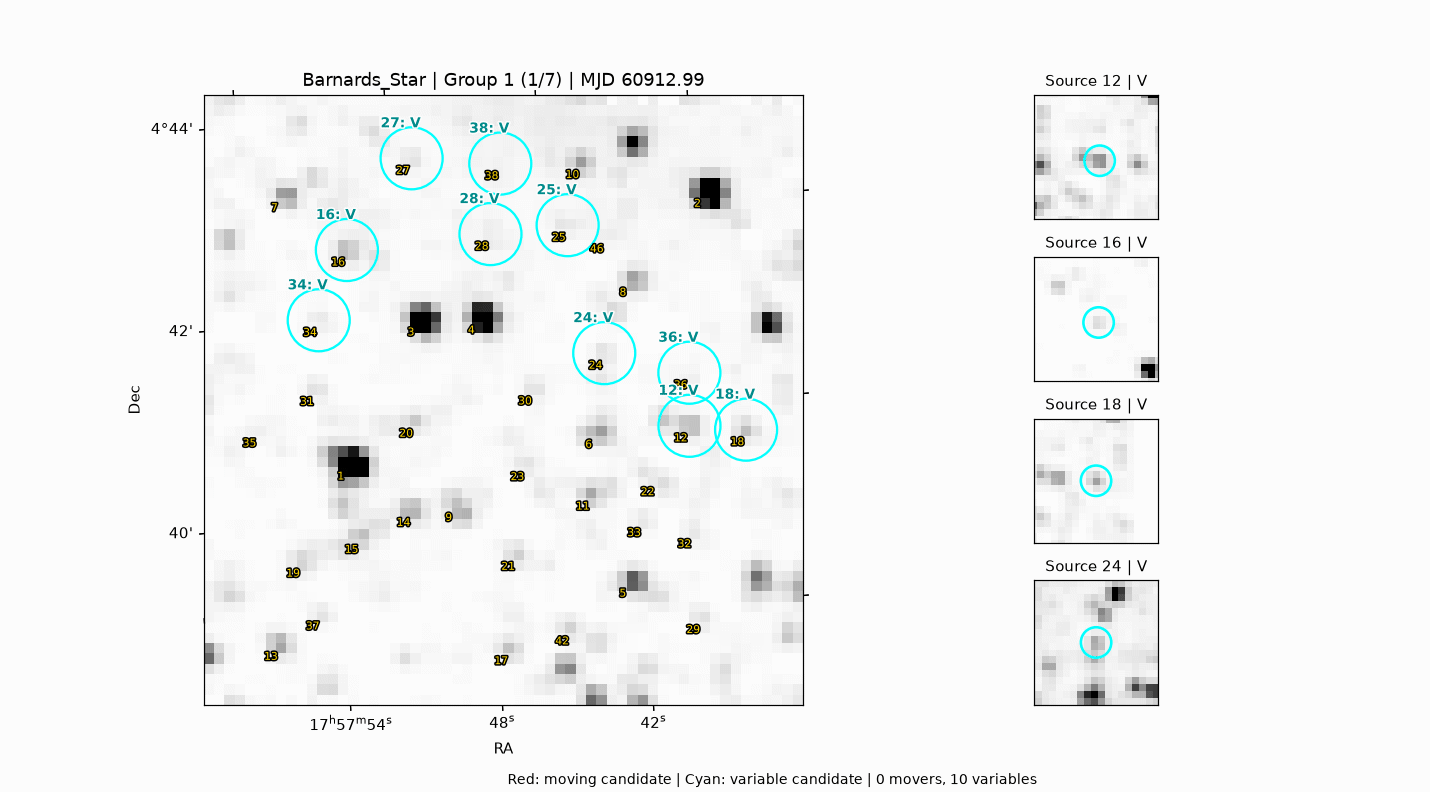 Barnards_Star | Group 1 (1/7) | MJD 60912.99
Source 12 | V
4°44'
27: V
38: V
27
38
10
25: V
28: V
7
2
16: V
25
28
46
16
Source 16 | V
34: V
8
24: V
42'
34
3
4
36: V
24
36
12: V
18: V
Dec
31
30
Source 18 | V
20
12
18
35
6
1
23
22
11
14
9
33
40'
15
32
21
19
Source 24 | V
5
37
29
42
13
17
17h57m54s
48s
42s
RA
Red: moving candidate | Cyan: variable candidate | 0 movers, 10 variables